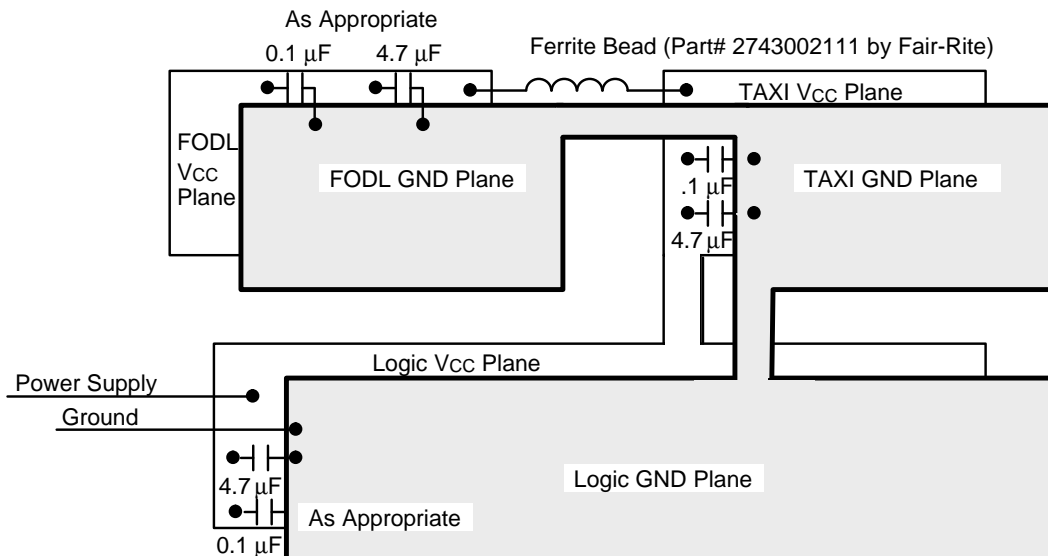 As Appropriate
0.1 μF 4.7 μF
Ferrite Bead (Part# 2743002111 by Fair-Rite)
TAXI VCC Plane
FODL
VCC
Plane
FODL GND Plane
.1 μF
4.7 μF
TAXI GND Plane
Logic VCC Plane
Power Supply
Ground
4.7 μF
0.1 μF
As Appropriate
Logic GND Plane